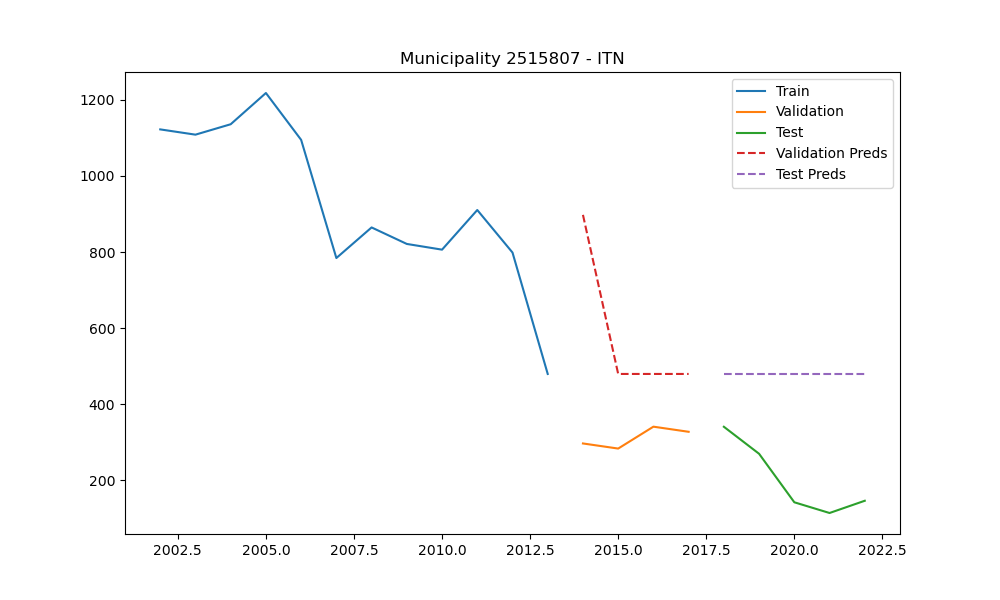 Municipality 2515807 - ITN
Train
Validation
Test
Validation Preds
Test Preds
1200
1000
800
600
400
200
2002.5 2005.0 2007.5 2010.0 2012.5 2015.0 2017.5 2020.0 2022.5